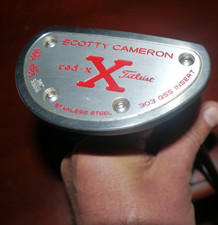 SCOTTY CAMERON
red-x
X
Titleist
STAINLESS STEEL
303 GSS INSERT